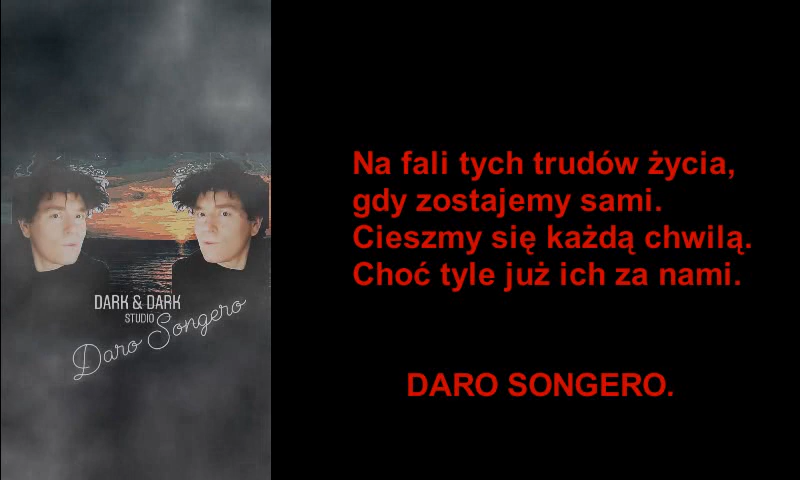 DARK & DARK
STUDIO
Daro Songero
Na fali tych trudów życia,
gdy zostajemy sami.
Cieszmy się każdą chwilą.
Choć tyle już ich za nami.
DARO SONGERO.